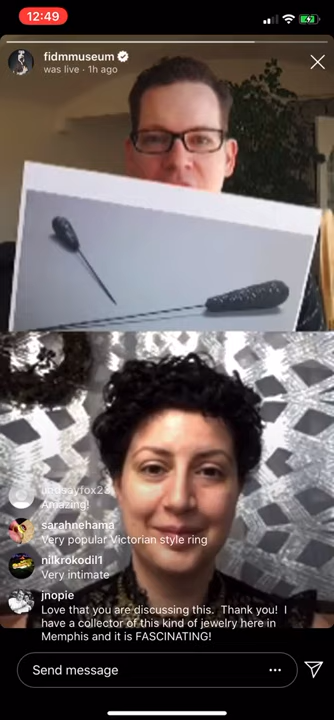 12:49
fidmmuseum
was live · 1h ago
lindsayfox23
Amazing!
sarahnehama
Very popular Victorian style ring
nilkrokodil1
Very intimate
jnopie
Love that you are discussing this.  Thank you!  I
have a collector of this kind of jewelry here in
Memphis and it is FASCINATING!
Send message